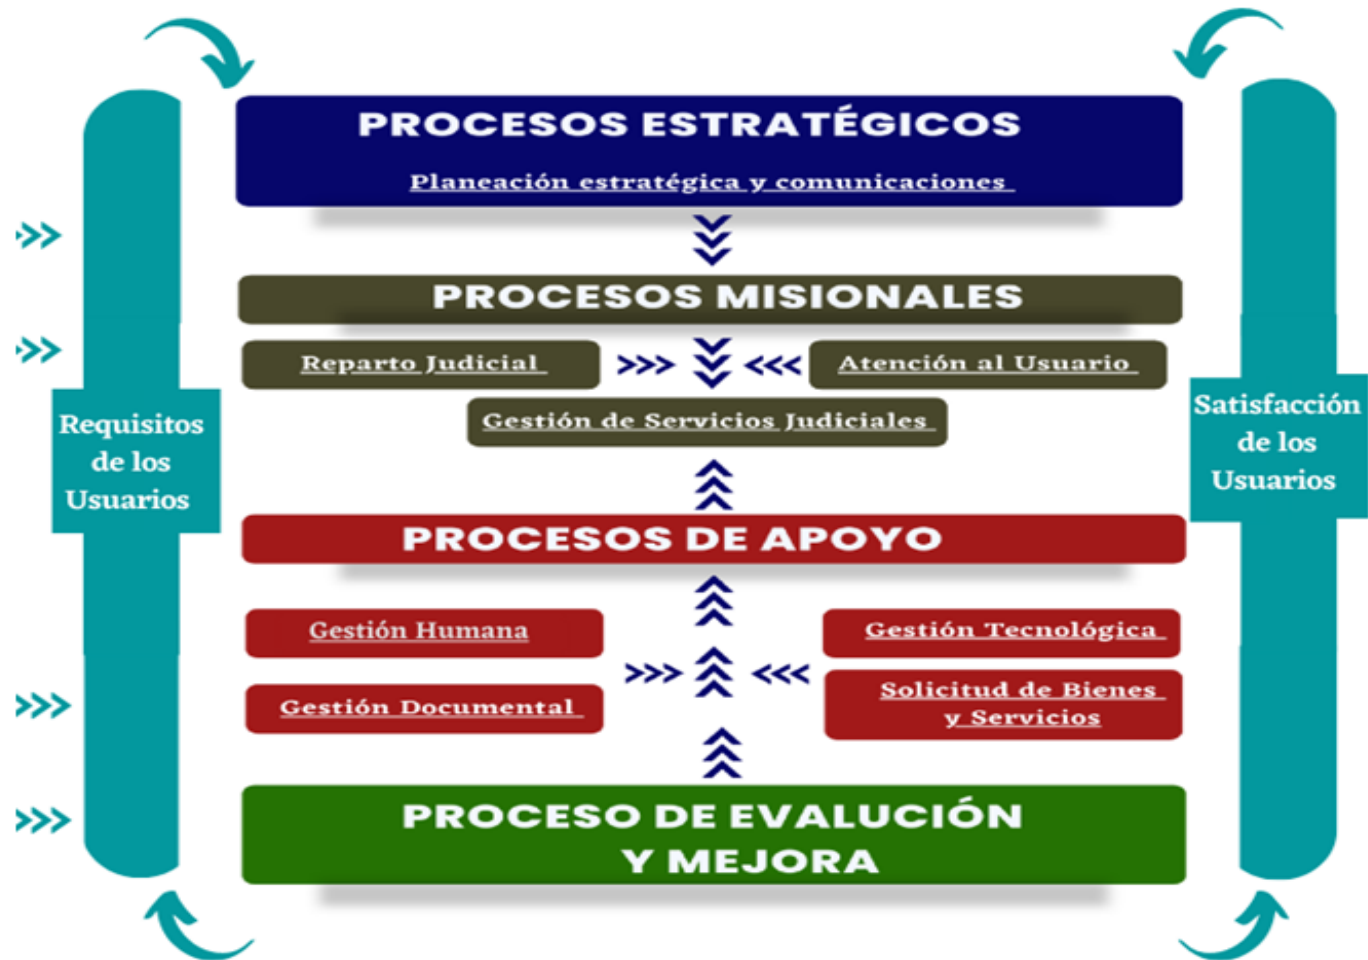 PROCESOS ESTRATÉGICOS
Planeación estratégica y comunicaciones
PROCESOS MISIONALES
Reparto Judicial
Atención al Usuario
Gestión de Servicios Judiciales
Requisitos
de los
Usuarios
Satisfacción
de los
Usuarios
PROCESOS DE APOYO
Gestión Humana
Gestión Tecnológica
Gestión Documental
Solicitud de Bienes
y Servicios
PROCESO DE EVALUCIÓN
Y MEJORA